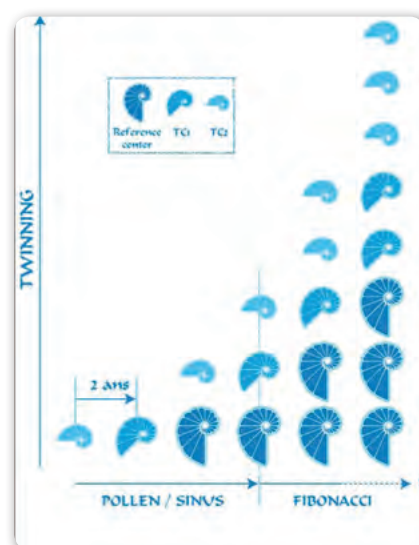 Reference
center
TC1
TC2
TWINNING
2 ans
POLLEN / SINUS
FIBONACCI